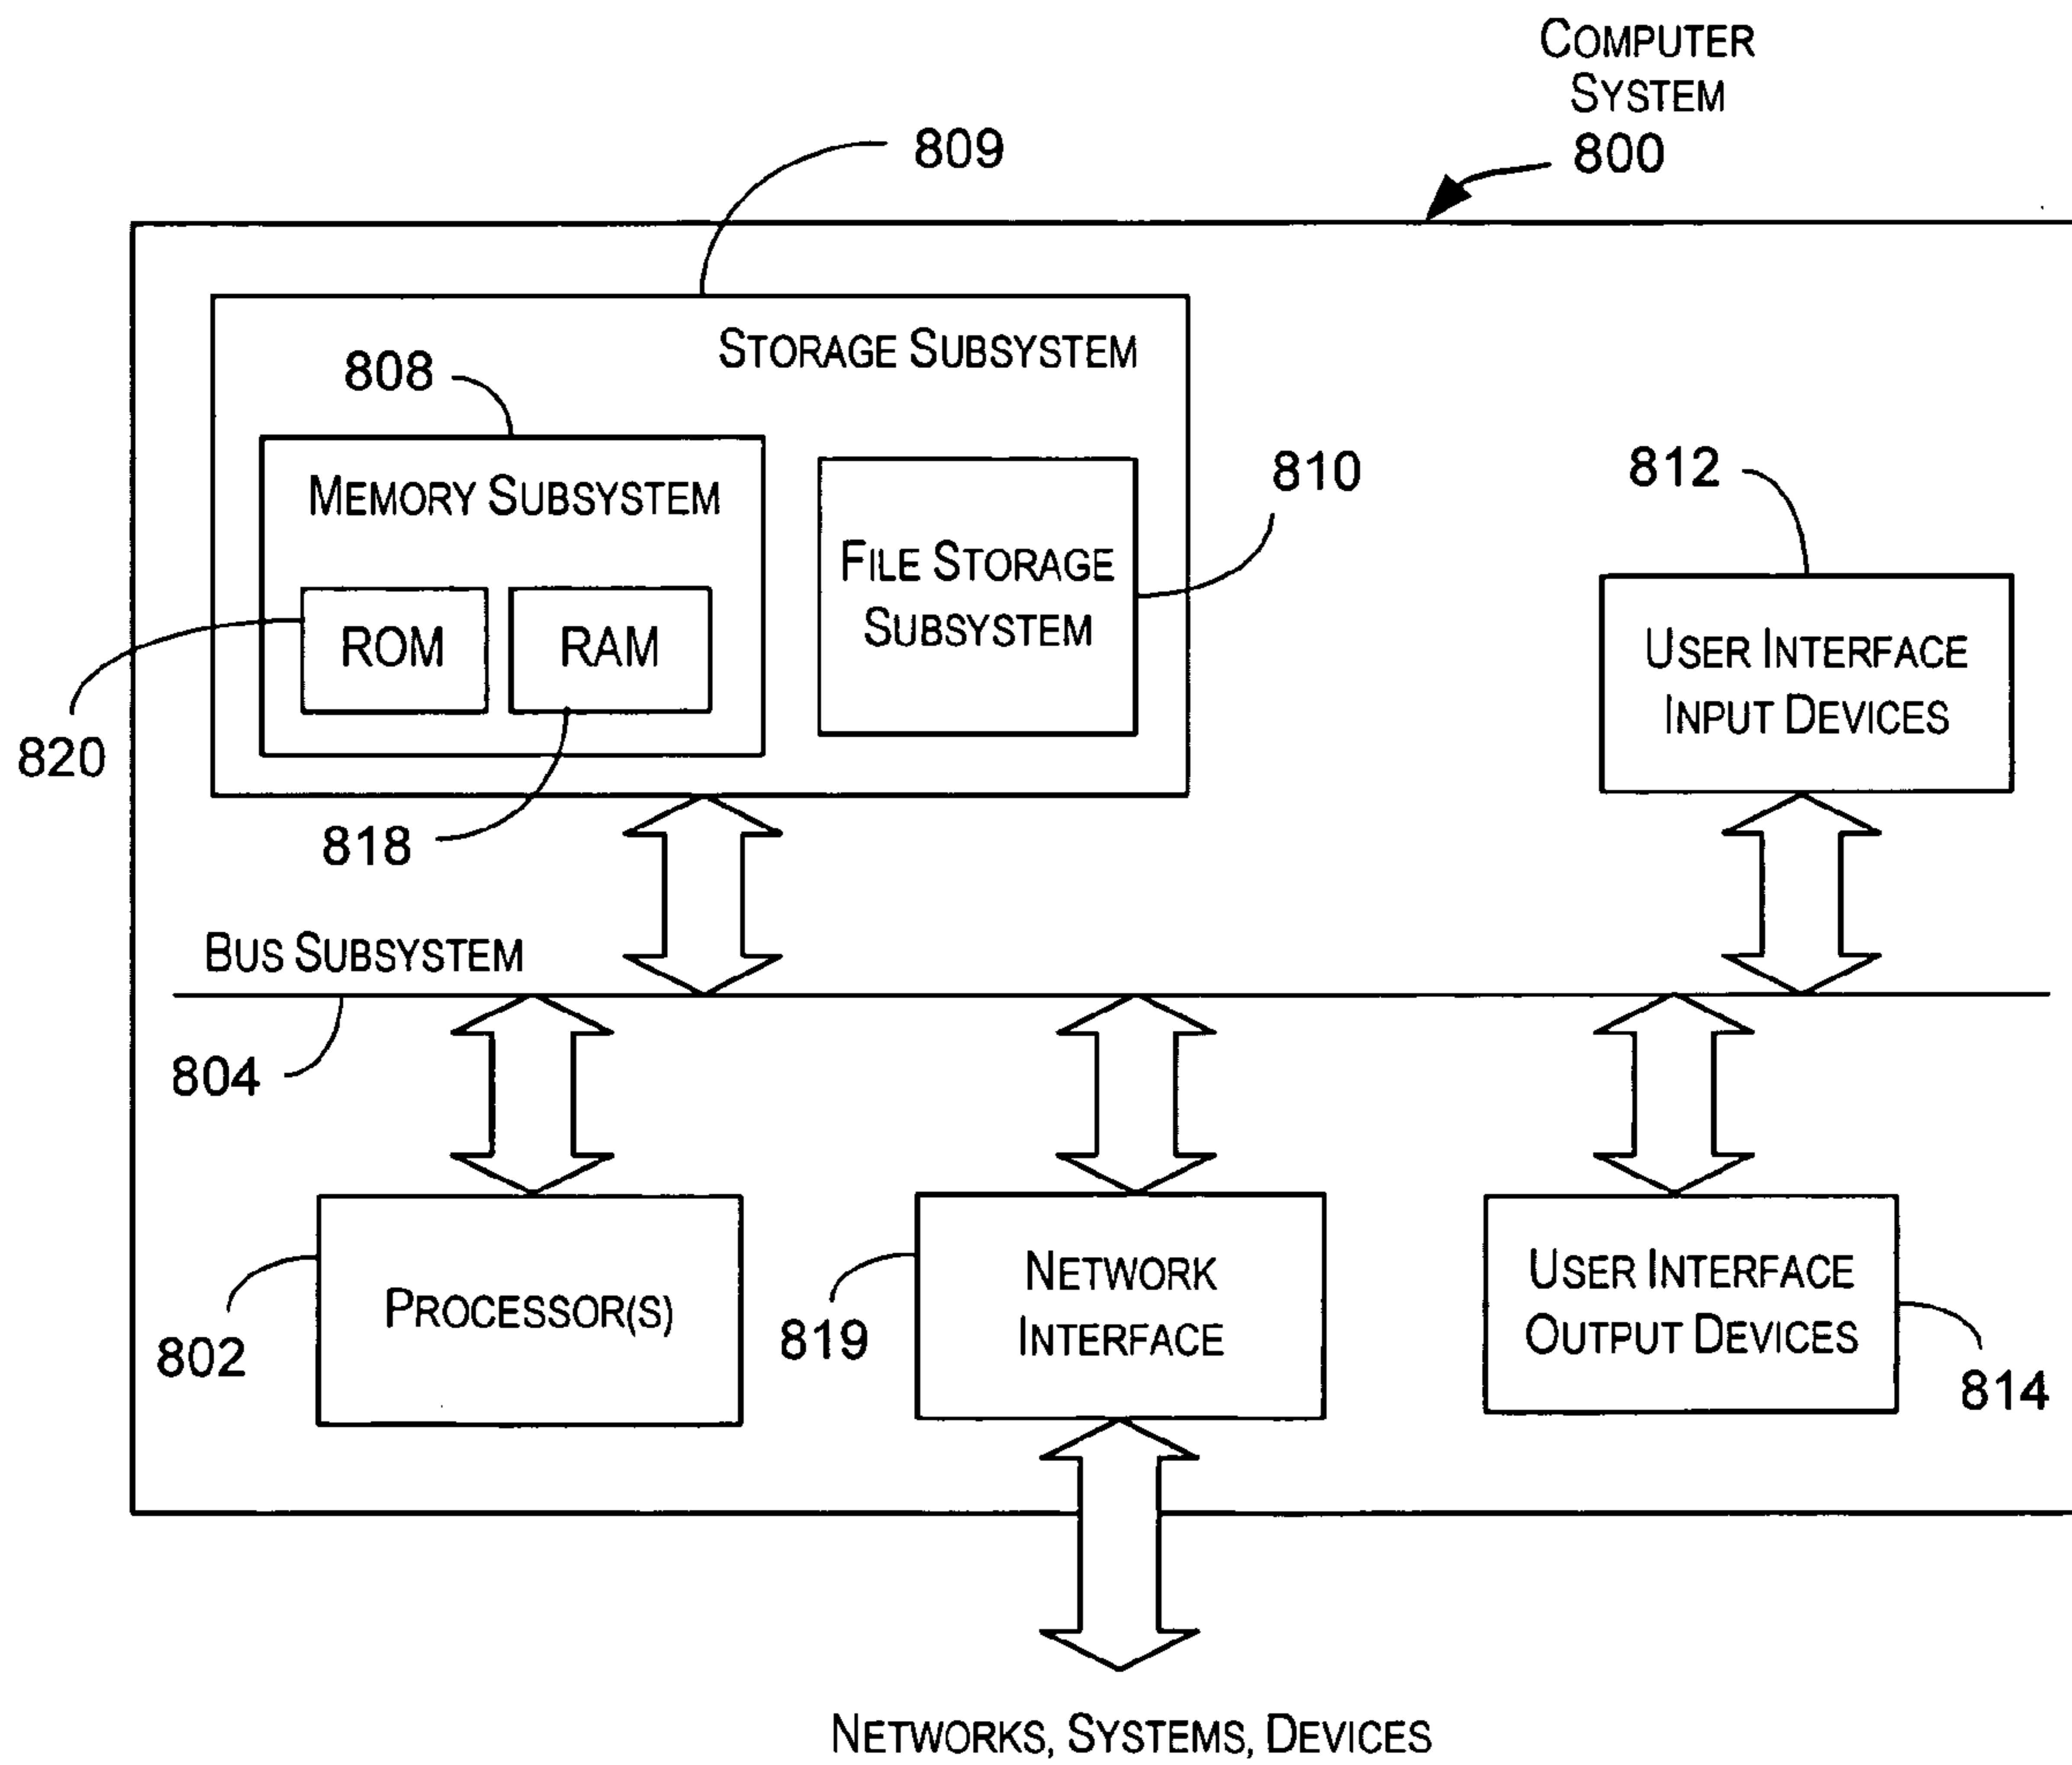 COMPUTER
SYSTEM
800
809
STORAGE SUBSYSTEM
808
MEMORY SUBSYSTEM
810
812
FILE STORAGE
SUBSYSTEM
ROM
RAM
USER INTERFACE
INPUT DEVICES
820
818
BUS SUBSYSTEM
804
PROCESSOR(S)
802
NETWORK
INTERFACE
819
USER INTERFACE
OUTPUT DEVICES
814
NETWORKS, SYSTEMS, DEVICES